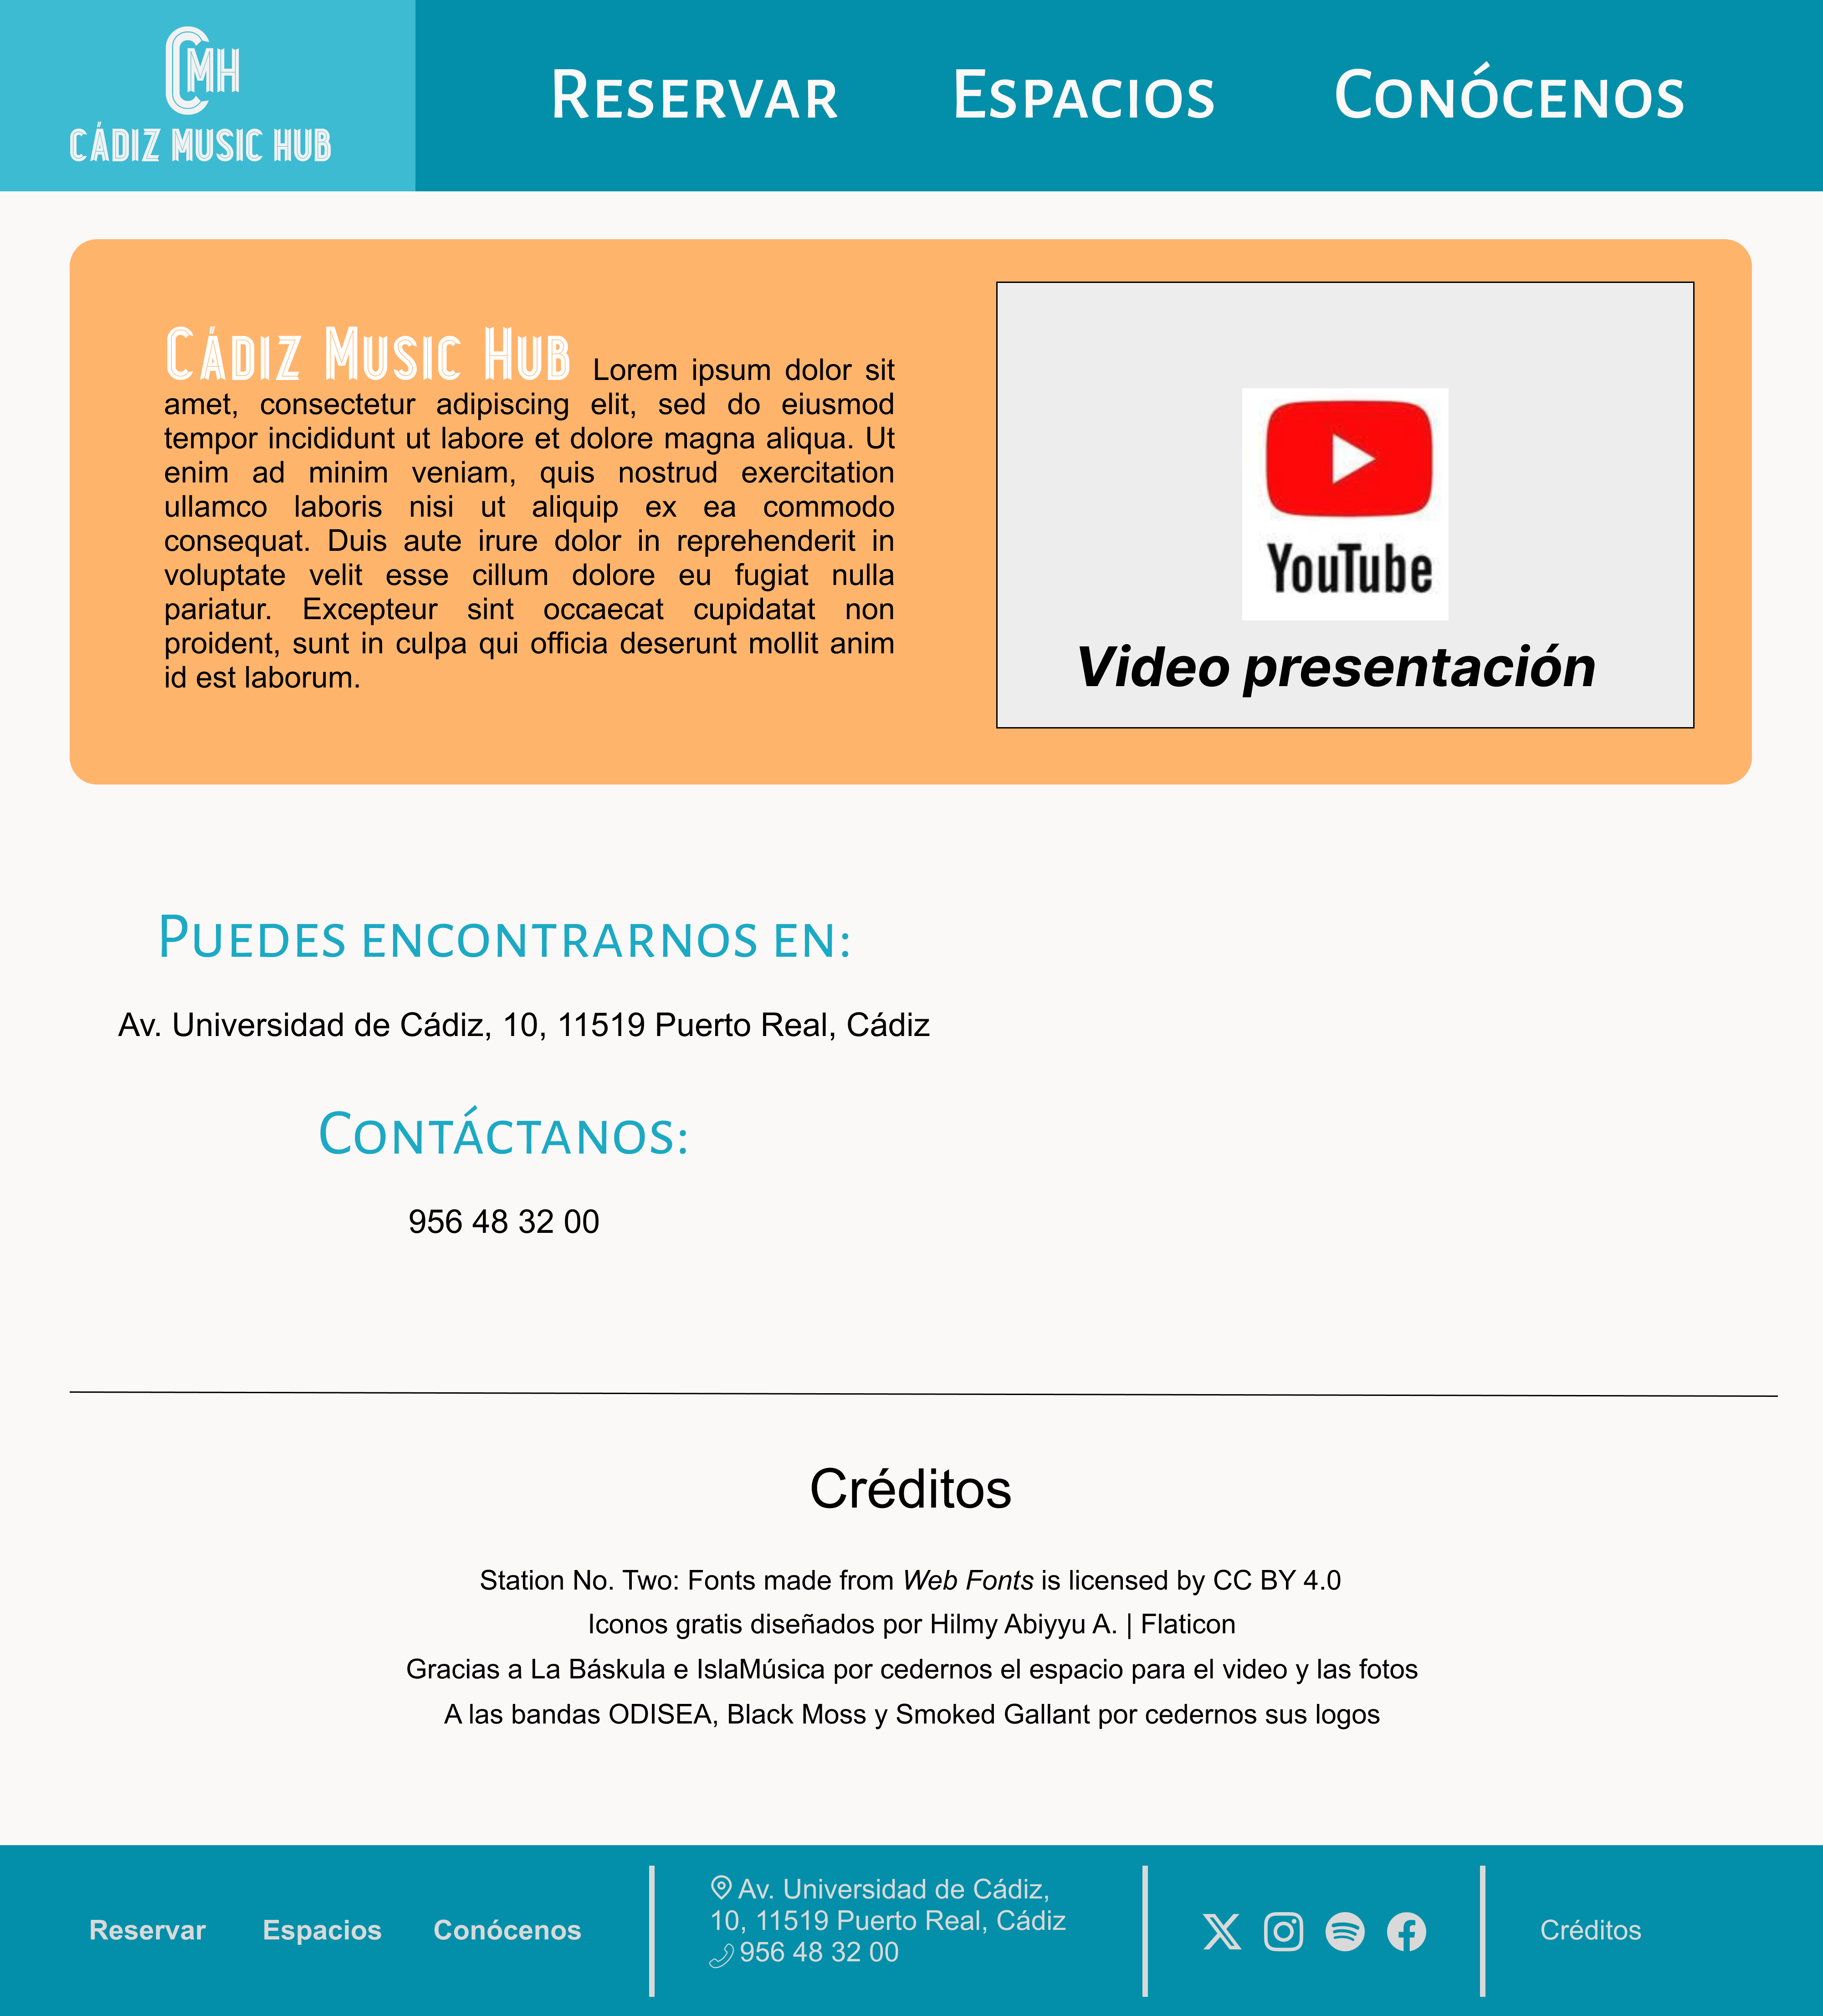 CMH
CÁDIZ MUSIC HUB
Reservar
Espacios
Conócenos
Cádiz Music Hub Lorem ipsum dolor sit
amet, consectetur adipiscing elit, sed do eiusmod
tempor incididunt ut labore et dolore magna aliqua. Ut
enim ad minim veniam, quis nostrud exercitation
ullamco laboris nisi ut aliquip ex ea commodo
consequat. Duis aute irure dolor in reprehenderit in
voluptate velit esse cillum dolore eu fugiat nulla
pariatur. Excepteur sint occaecat cupidatat non
proident, sunt in culpa qui officia deserunt mollit anim
id est laborum.
YouTube
Video presentación
Puedes encontrarnos en:
Av. Universidad de Cádiz, 10, 11519 Puerto Real, Cádiz
Contáctanos:
956 48 32 00
Créditos
Station No. Two: Fonts made from Web Fonts is licensed by CC BY 4.0
Iconos gratis diseñados por Hilmy Abiyyu A. | Flaticon
Gracias a La Báskula e IslaMúsica por cedernos el espacio para el video y las fotos
A las bandas ODISEA, Black Moss y Smoked Gallant por cedernos sus logos
Reservar
Espacios
Conócenos
Av. Universidad de Cádiz,
10, 11519 Puerto Real, Cádiz
956 48 32 00
Créditos